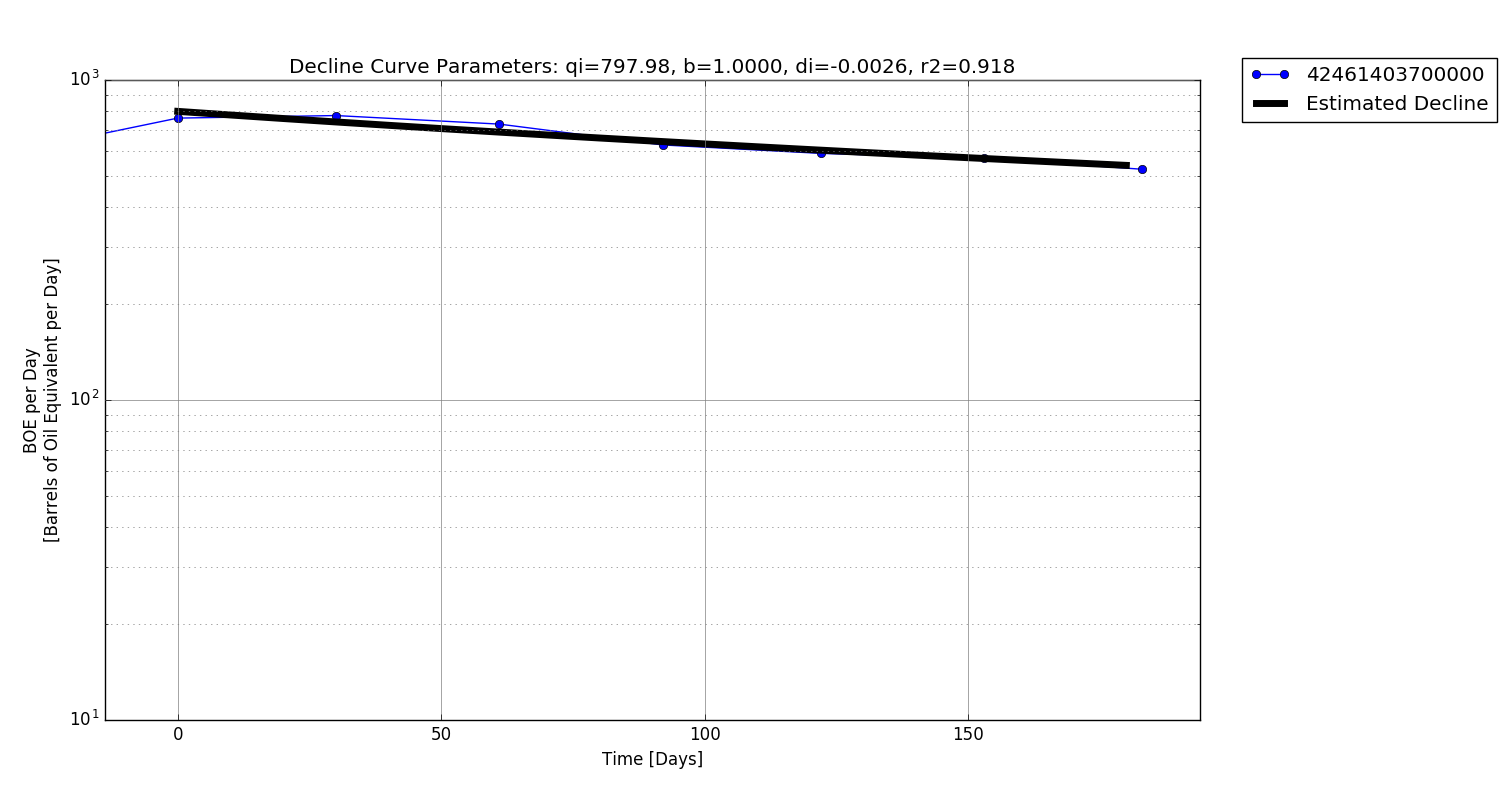 Decline Curve Parameters: qi=797.98, b=1.0000, di=-0.0026, r2=0.918
42461403700000
Estimated Decline
10³
10²
10¹
BOE per Day
[Barrels of Oil Equivalent per Day]
0 50 100 150
Time [Days]